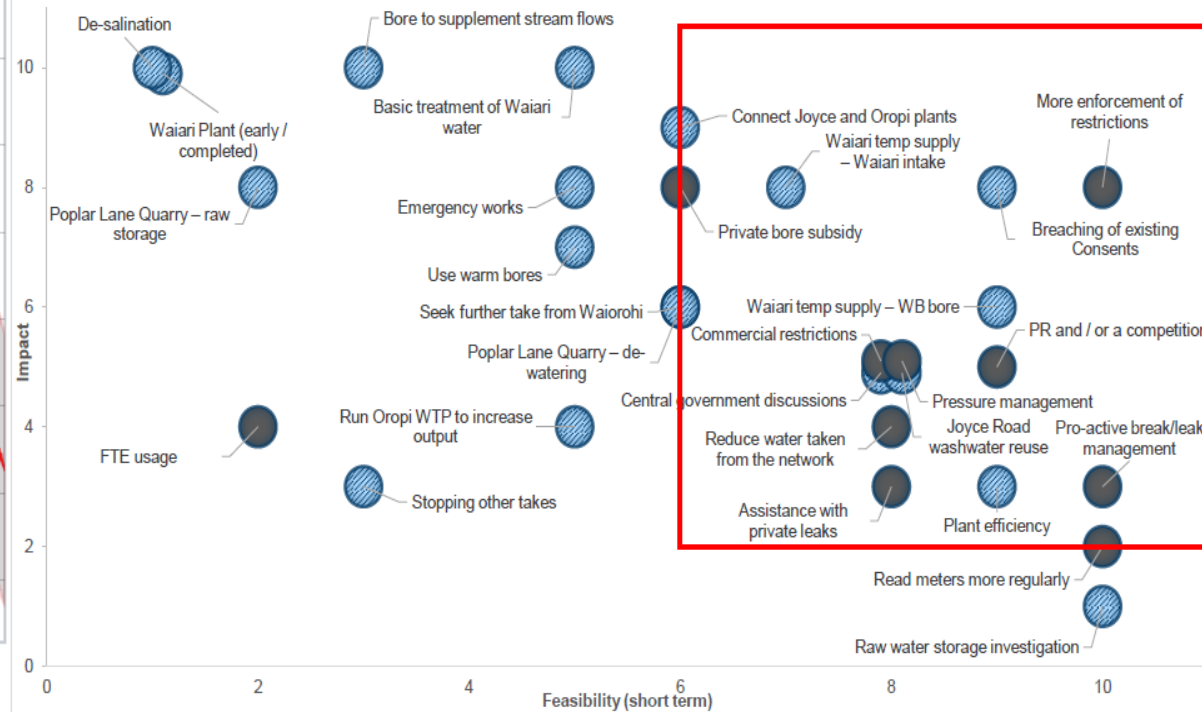 De-salination
Bore to supplement stream flows
10
Basic treatment of Waiari
water
Waiari Plant (early /
completed)
Connect Joyce and Oropi plants
More enforcement of
restrictions
Waiari temp supply
– Waiari intake
8
Poplar Lane Quarry – raw
storage
Emergency works
Private bore subsidy
Breaching of existing
Consents
Use warm bores
6
Seek further take from Waiorohi
Waiari temp supply – WB bore
Poplar Lane Quarry – de-
watering
Commercial restrictions
PR and / or a competition
Impact
Central government discussions
Pressure management
4
FTE usage
Run Oropi WTP to increase
output
Reduce water taken
from the network
Joyce Road
washwater reuse
Pro-active break/leak
management
Stopping other takes
Assistance with
private leaks
Plant efficiency
2
Read meters more regularly
Raw water storage investigation
0
0
2
4
6
8
10
Feasibility (short term)